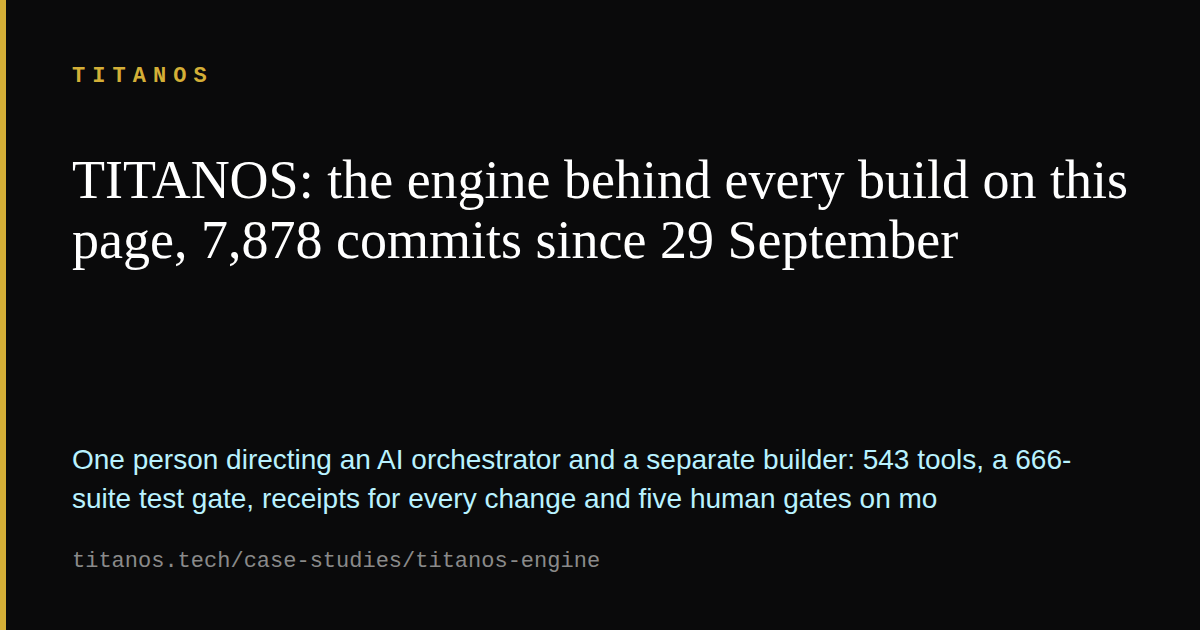 TITANOS
TITANOS: the engine behind every build on this
page, 7,878 commits since 29 September
One person directing an AI orchestrator and a separate builder: 543 tools, a 666-
suite test gate, receipts for every change and five human gates on mo
titanos.tech/case-studies/titanos-engine